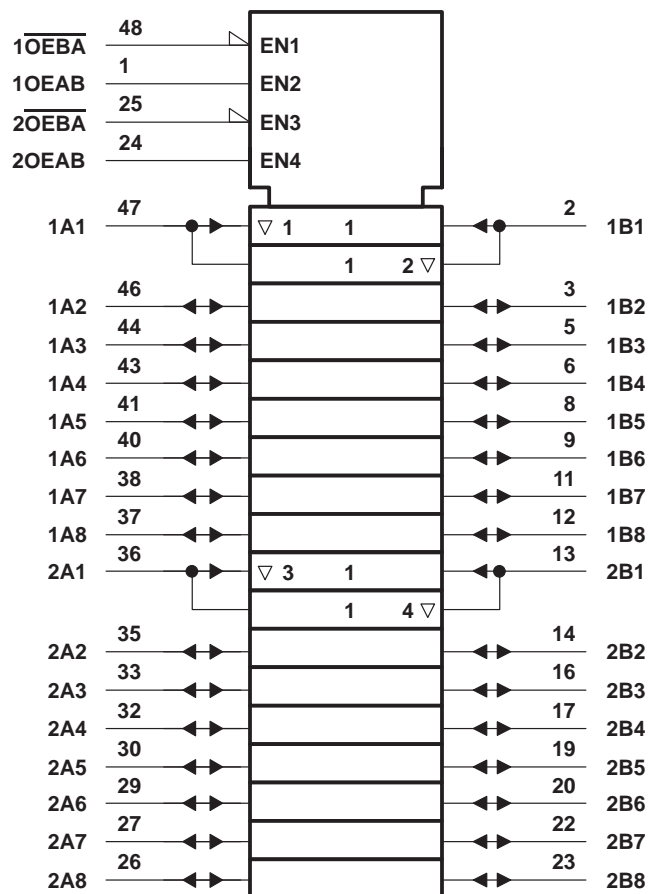 1OEBA 48 EN1
1OEAB 1 EN2
2OEBA 25 EN3
2OEAB 24 EN4
1A1 47 ▽ 1 1 2 1B1
1 2 ▽
1A2 46 3 1B2
1A3 44 5 1B3
1A4 43 6 1B4
1A5 41 8 1B5
1A6 40 9 1B6
1A7 38 11 1B7
1A8 37 12 1B8
2A1 36 ▽ 3 1 13 2B1
1 4 ▽
2A2 35 14 2B2
2A3 33 16 2B3
2A4 32 17 2B4
2A5 30 19 2B5
2A6 29 20 2B6
2A7 27 22 2B7
2A8 26 23 2B8